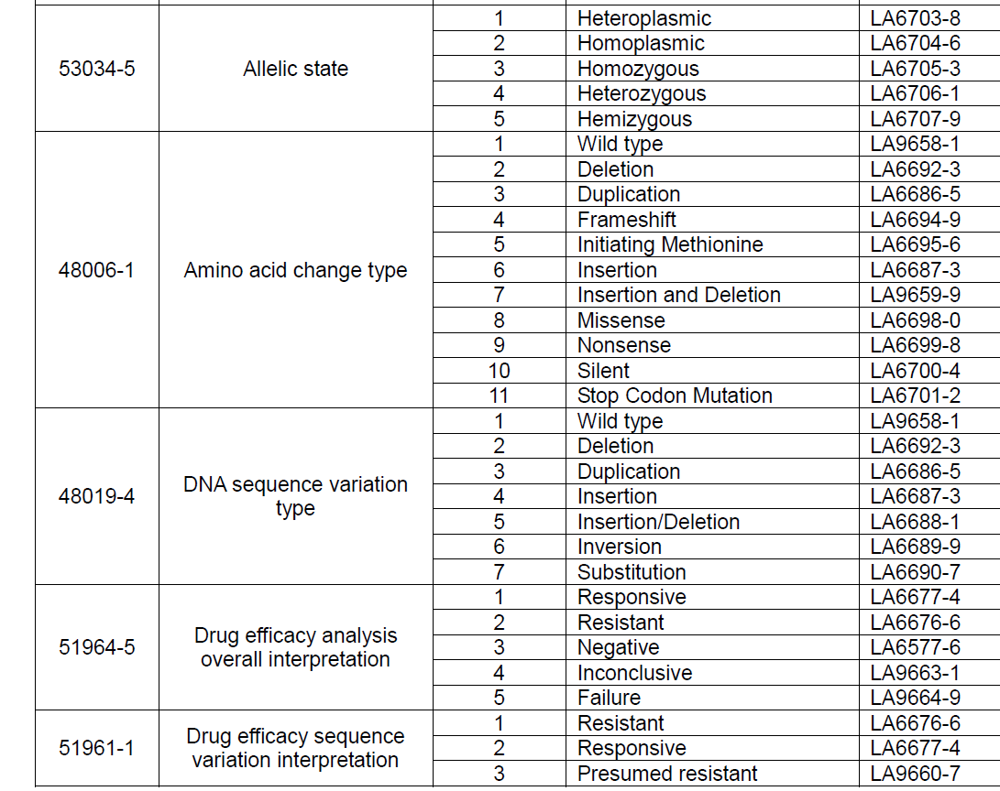 53034-5 Allelic state 1 Heteroplasmic LA6703-8
2 Homoplasmic LA6704-6
3 Homozygous LA6705-3
4 Heterozygous LA6706-1
5 Hemizygous LA6707-9
48006-1 Amino acid change type 1 Wild type LA9658-1
2 Deletion LA6692-3
3 Duplication LA6686-5
4 Frameshift LA6694-9
5 Initiating Methionine LA6695-6
6 Insertion LA6687-3
7 Insertion and Deletion LA9659-9
8 Missense LA6698-0
9 Nonsense LA6699-8
10 Silent LA6700-4
11 Stop Codon Mutation LA6701-2
48019-4 DNA sequence variation type 1 Wild type LA9658-1
2 Deletion LA6692-3
3 Duplication LA6686-5
4 Insertion LA6687-3
5 Insertion/Deletion LA6688-1
6 Inversion LA6689-9
7 Substitution LA6690-7
51964-5 Drug efficacy analysis overall interpretation 1 Responsive LA6677-4
2 Resistant LA6676-6
3 Negative LA6577-6
4 Inconclusive LA9663-1
5 Failure LA9664-9
51961-1 Drug efficacy sequence variation interpretation 1 Resistant LA6676-6
2 Responsive LA6677-4
3 Presumed resistant LA9660-7